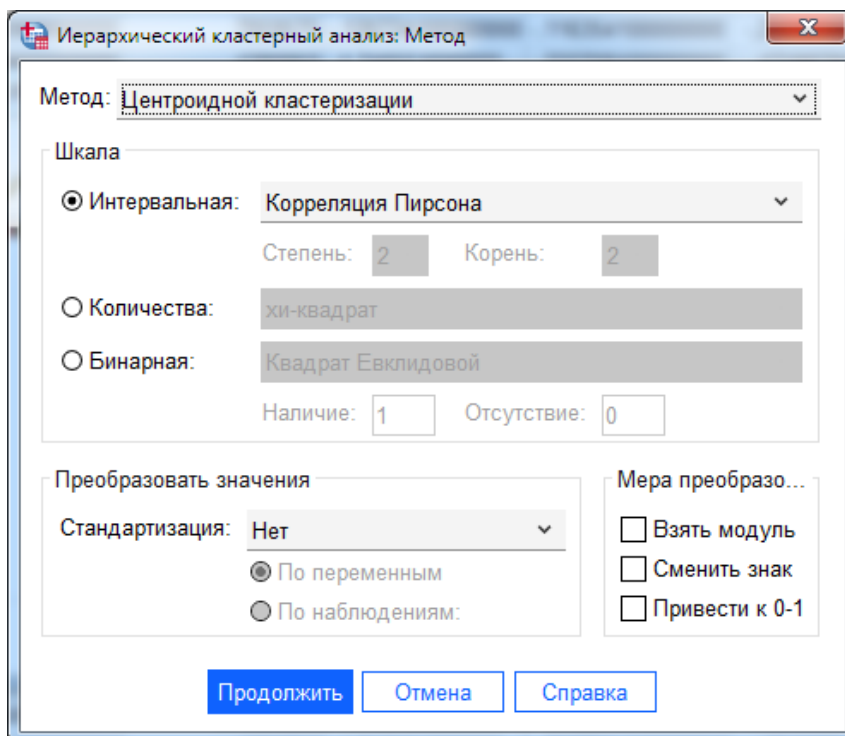 Иерархический кластерный анализ: Метод
Метод: Центроидной кластеризации
Шкала
Интервальная: Корреляция Пирсона
Степень: 2 Корень: 2
Количества: хи-квадрат
Бинарная: Квадрат Евклидовой
Наличие: 1 Отсутствие: 0
Преобразовать значения
Стандартизация: Нет
По переменным
По наблюдениям:
Мера преобразо...
Взять модуль
Сменить знак
Привести к 0-1
Продолжить Отмена Справка